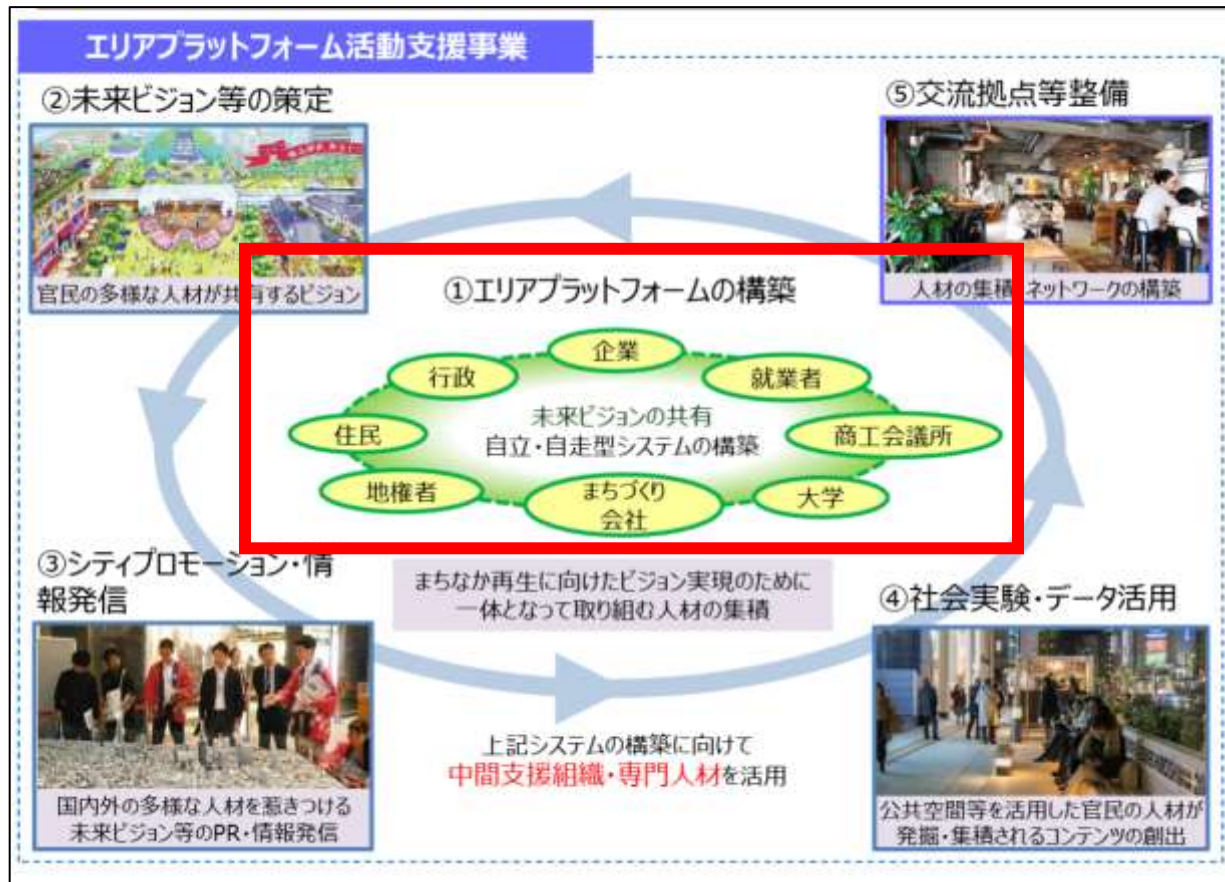 エリアプラットフォーム活動支援事業
②未来ビジョン等の策定
官民の多様な人材が共有するビジョン
⑤交流拠点等整備
人材の集積 ネットワークの構築
①エリアプラットフォームの構築
企業
行政
就業者
住民
未来ビジョンの共有
自立・自走型システムの構築
商工会議所
地権者
まちづくり
会社
大学
③シティプロモーション・情
報発信
国内外の多様な人材を惹きつける
未来ビジョン等のPR・情報発信
まちなか再生に向けたビジョン実現のために
一体となって取り組む人材の集積
④社会実験・データ活用
公共空間等を活用した官民の人材が
発掘・集積されるコンテンツの創出
上記システムの構築に向けて
中間支援組織・専門人材を活用